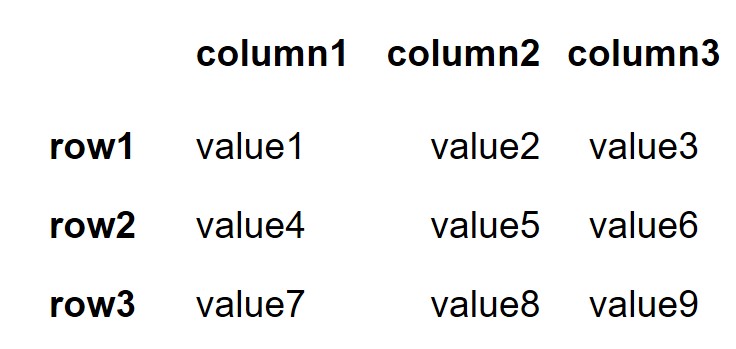 column1 column2 column3
row1 value1 value2 value3
row2 value4 value5 value6
row3 value7 value8 value9